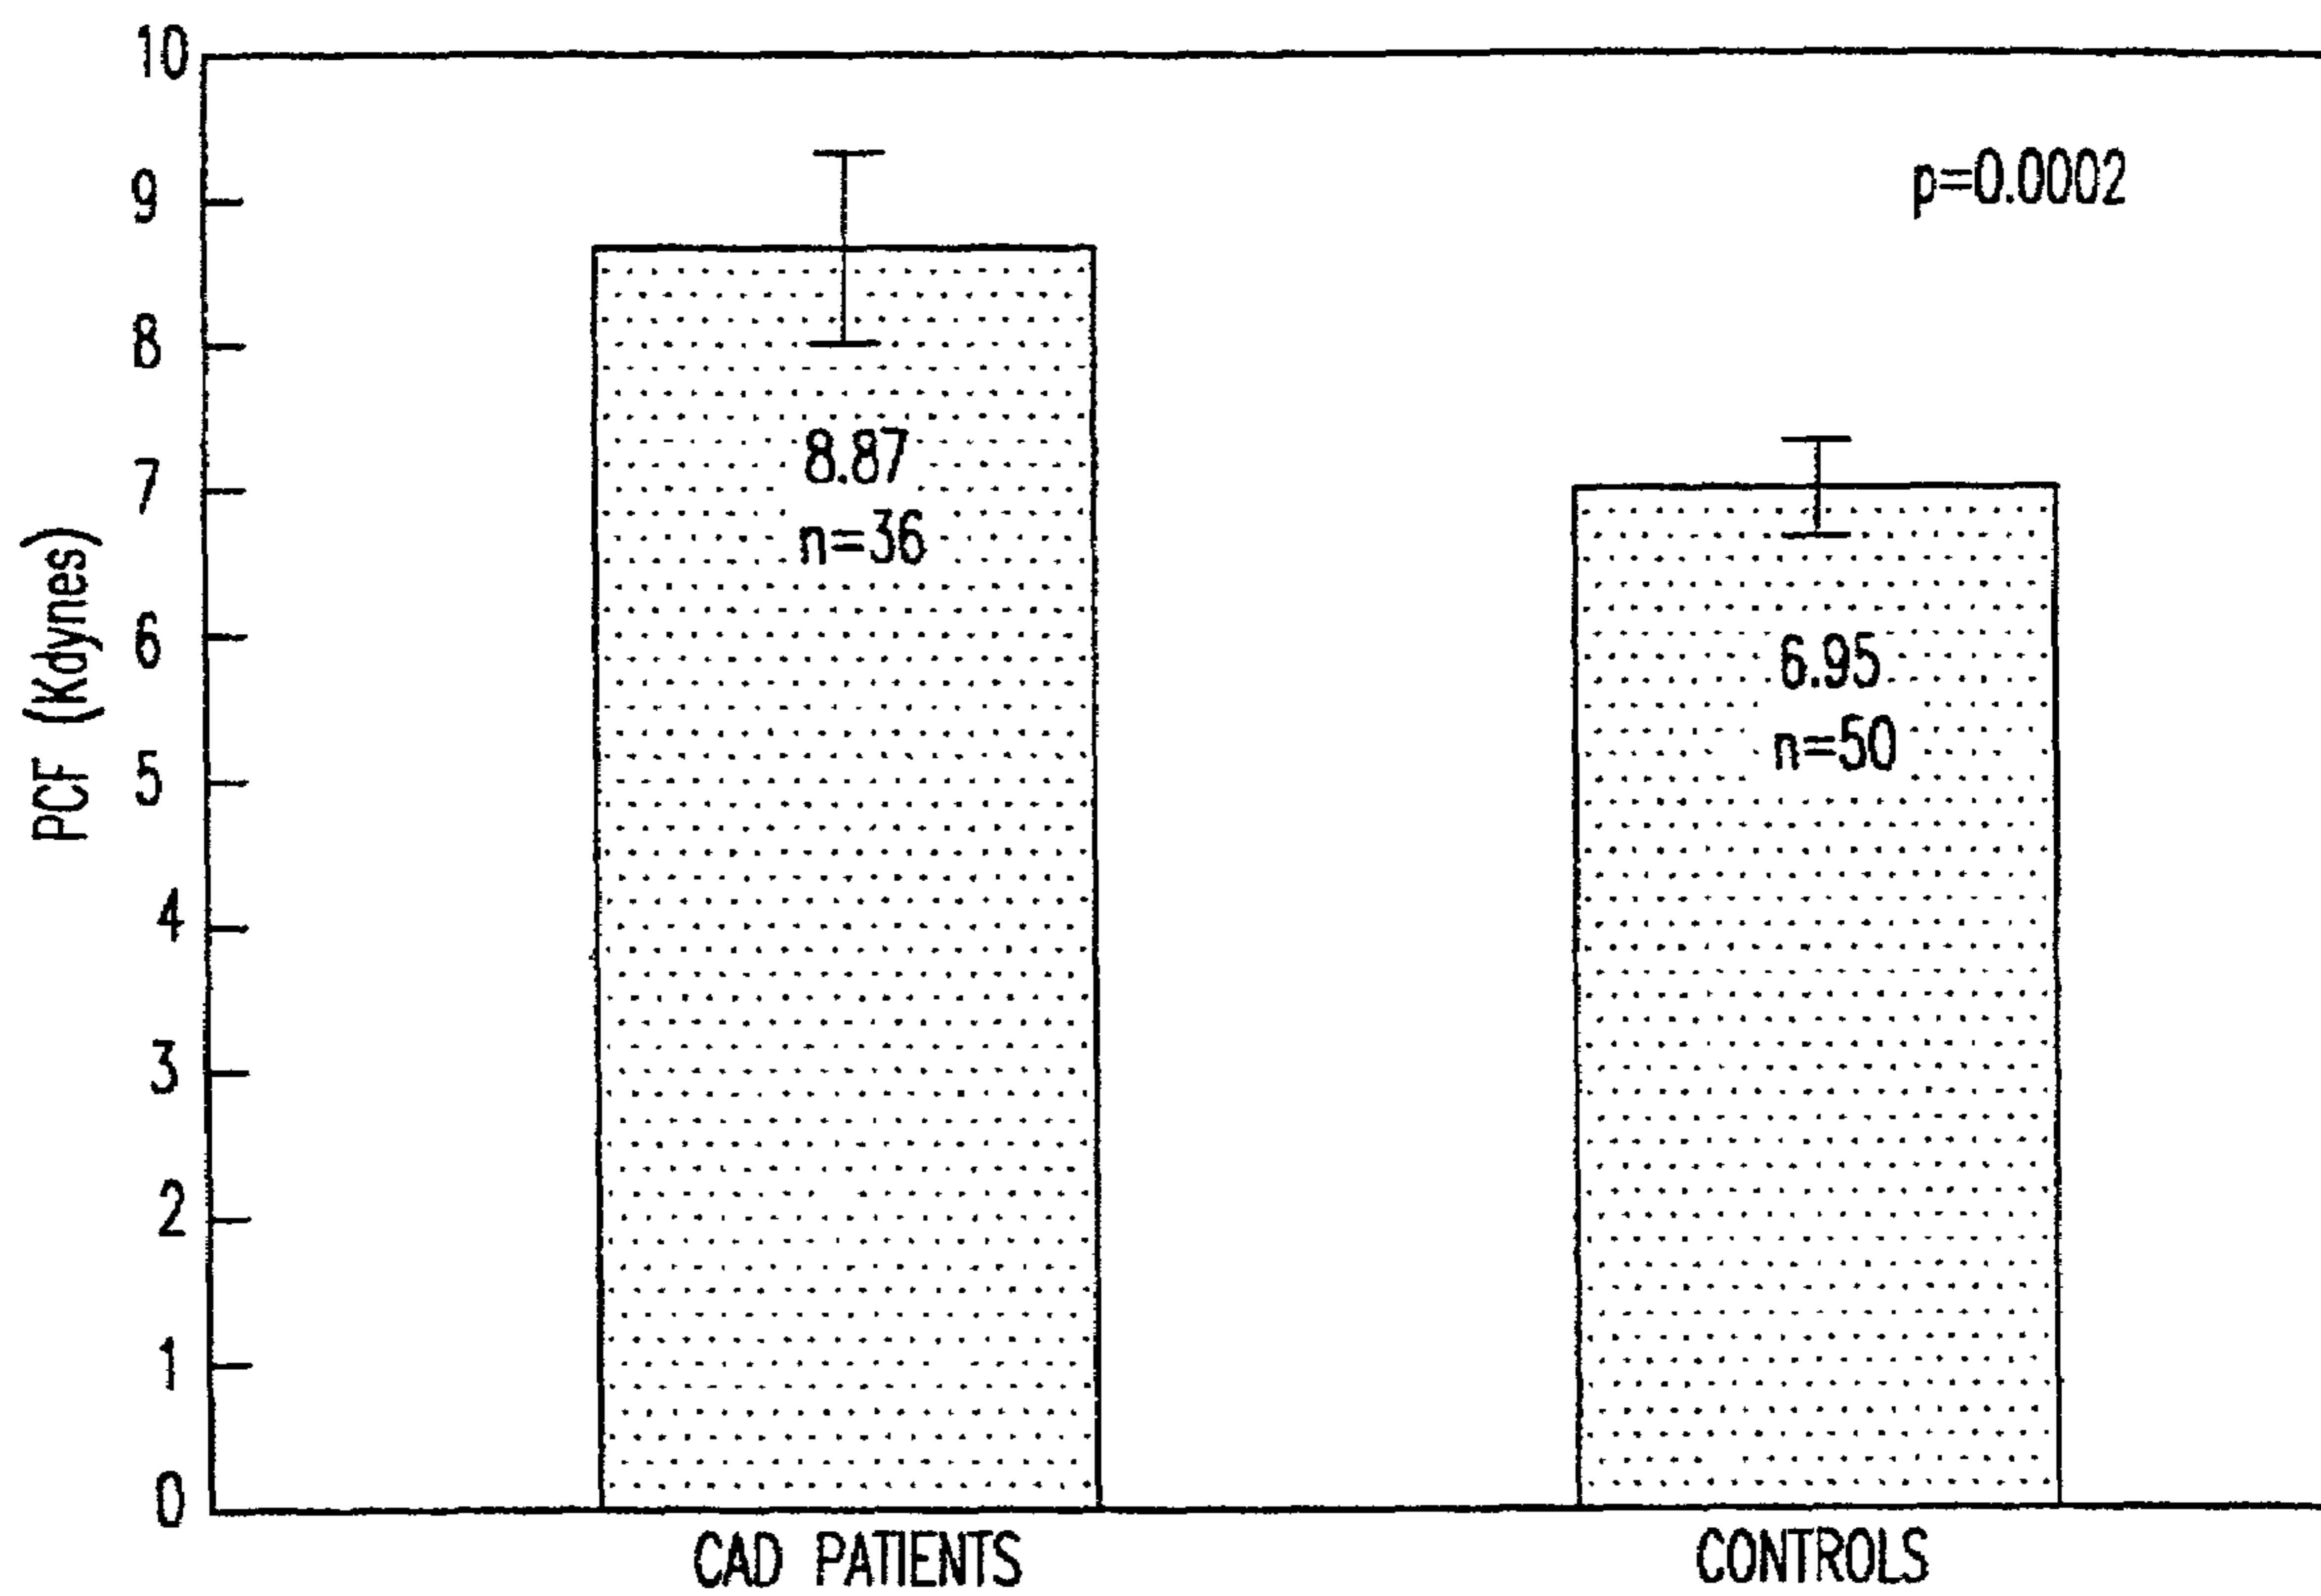 PCF (Kdynes)
10
9
8
7
6
5
4
3
2
1
0
p=0.0002
8.87
n=36
6.95
n=50
CAD PATIENTS
CONTROLS